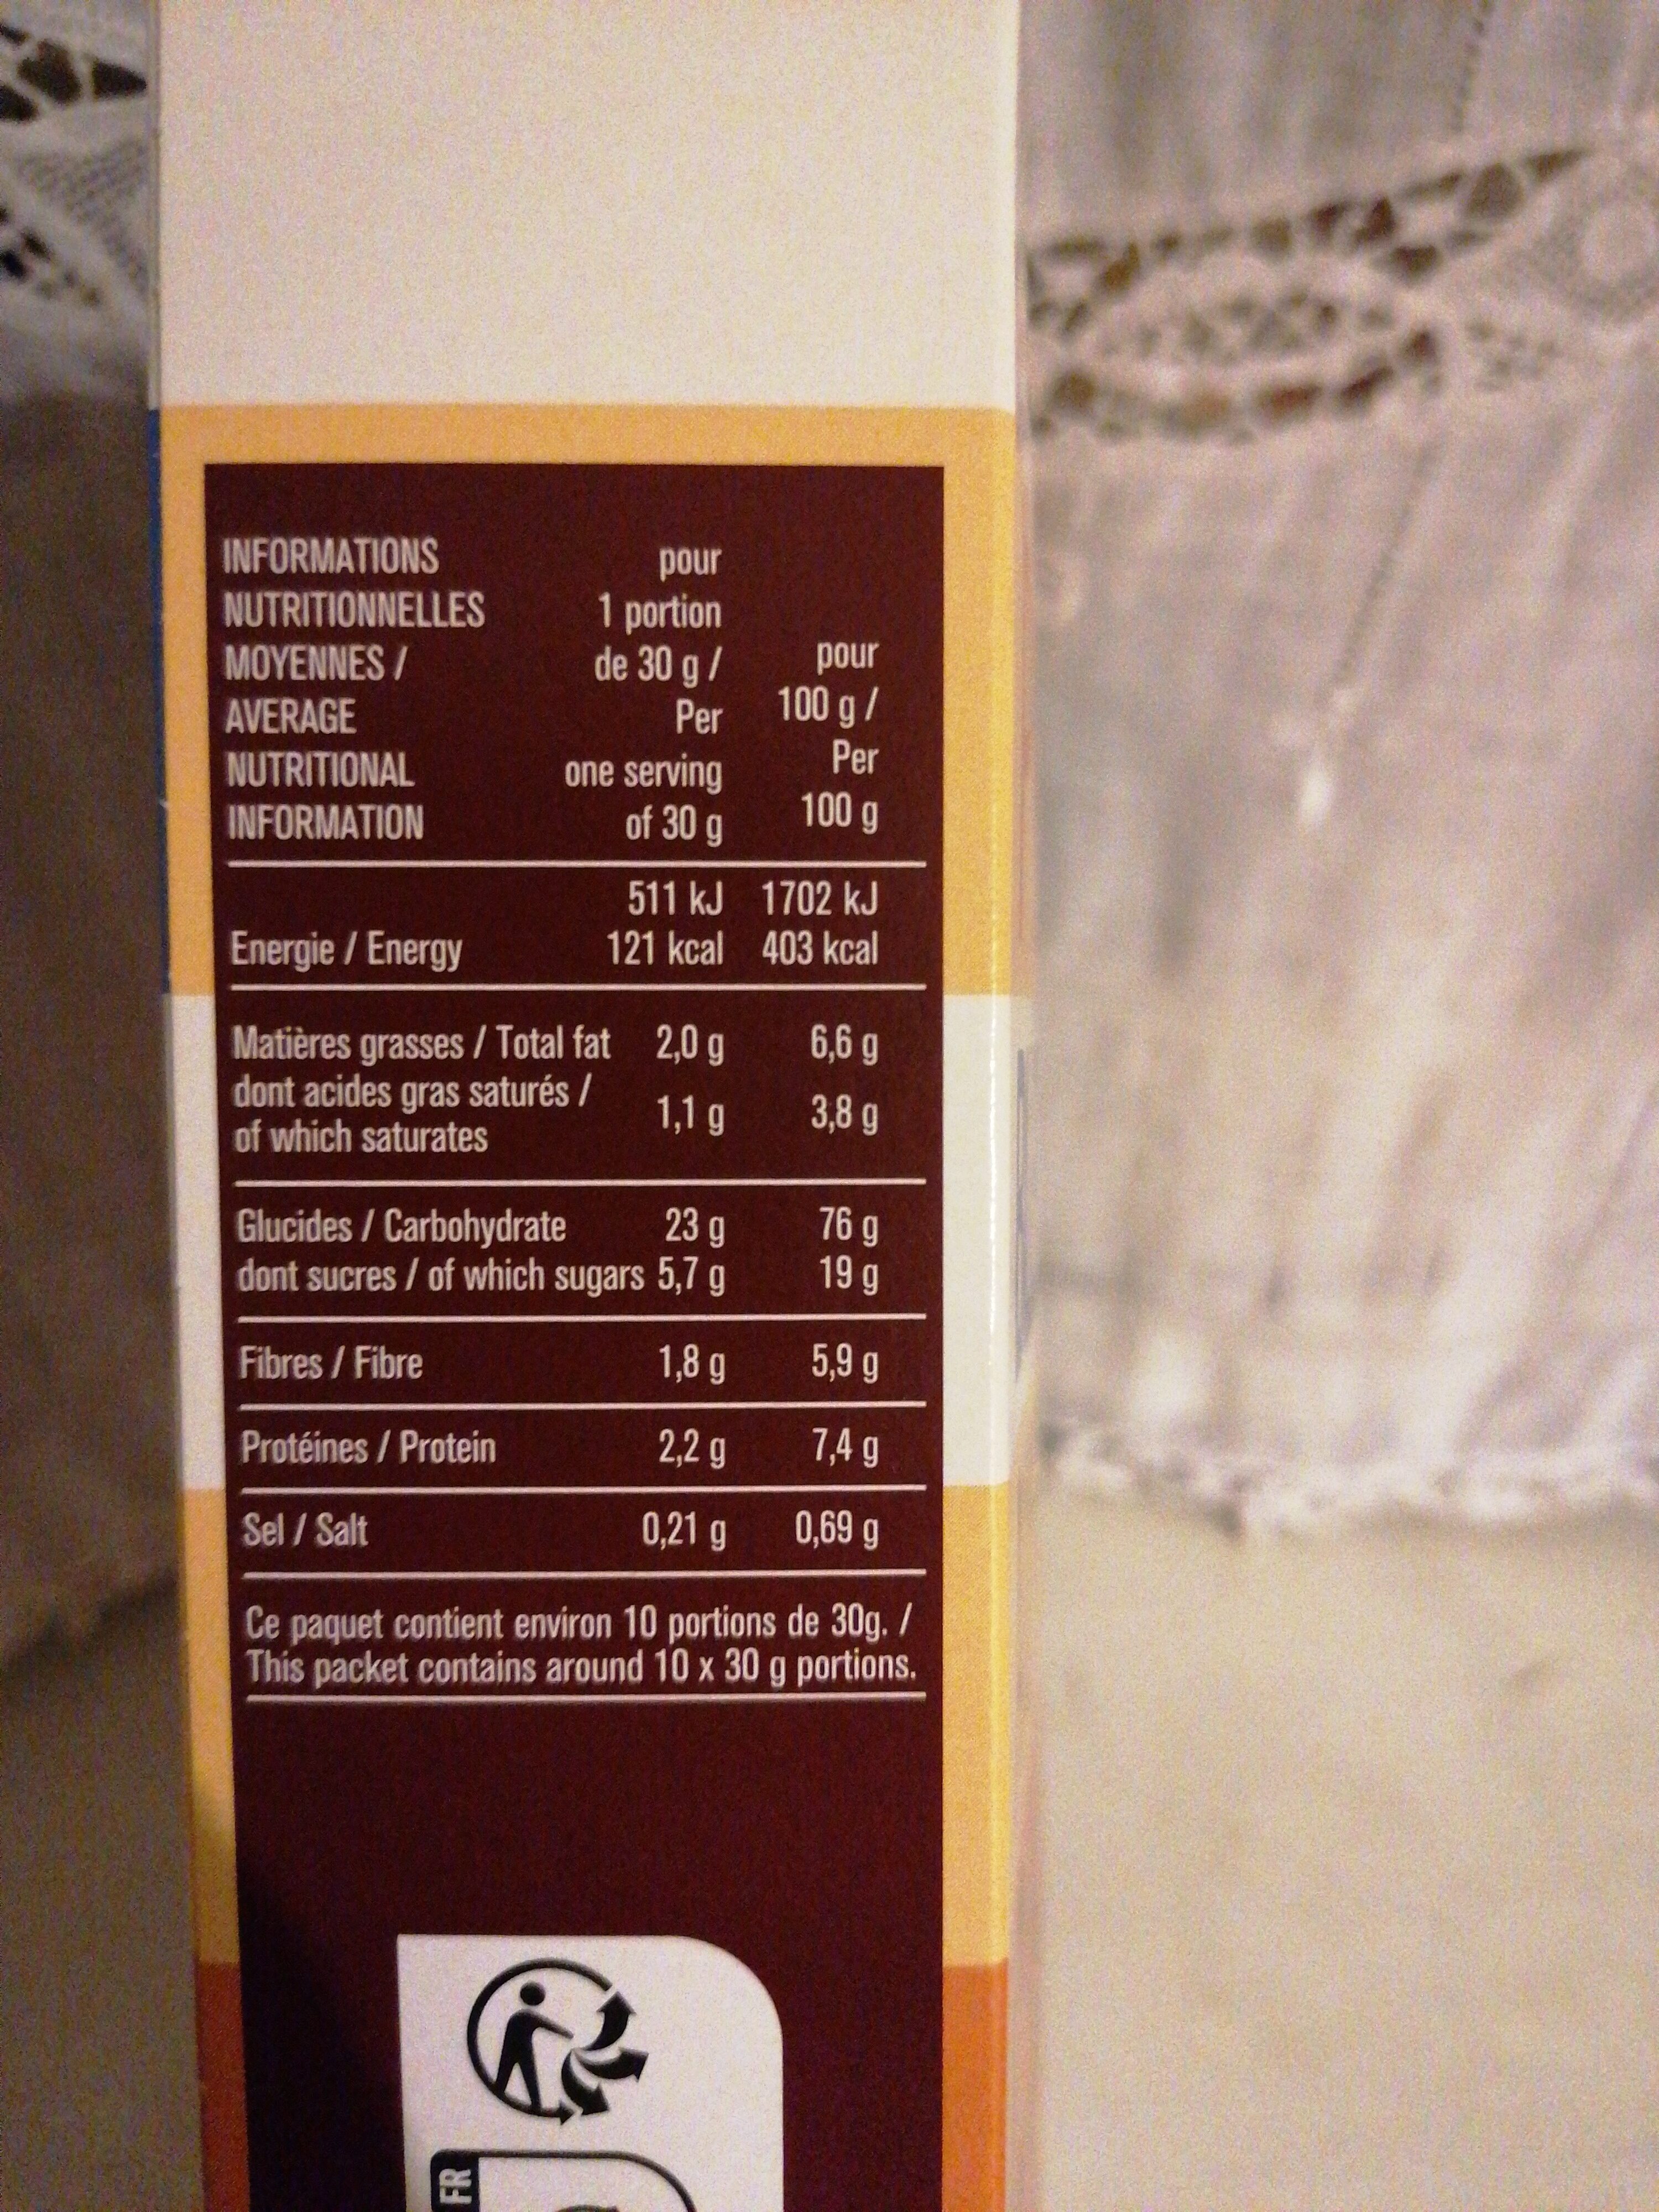 INFORMATIONS
NUTRITIONNELLES
MOYENNES /
AVERAGE
NUTRITIONAL
INFORMATION
pour
1 portion
de 30 g /
Per
one serving
of 30 g
pour
100 g /
Per
100 g
511 kJ 1702 kJ
Energie / Energy 121 kcal 403 kcal
Matières grasses / Total fat 2,0 g 6,6 g
dont acides gras saturés /
of which saturates 1,1 g 3,8 g
Glucides / Carbohydrate 23 g 76 g
dont sucres / of which sugars 5,7 g 19 g
Fibres / Fibre 1,8 g 5,9 g
Protéines / Protein 2,2 g 7,4 g
Sel / Salt 0,21 g 0,69 g
Ce paquet contient environ 10 portions de 30g. /
This packet contains around 10 x 30 g portions.
FR